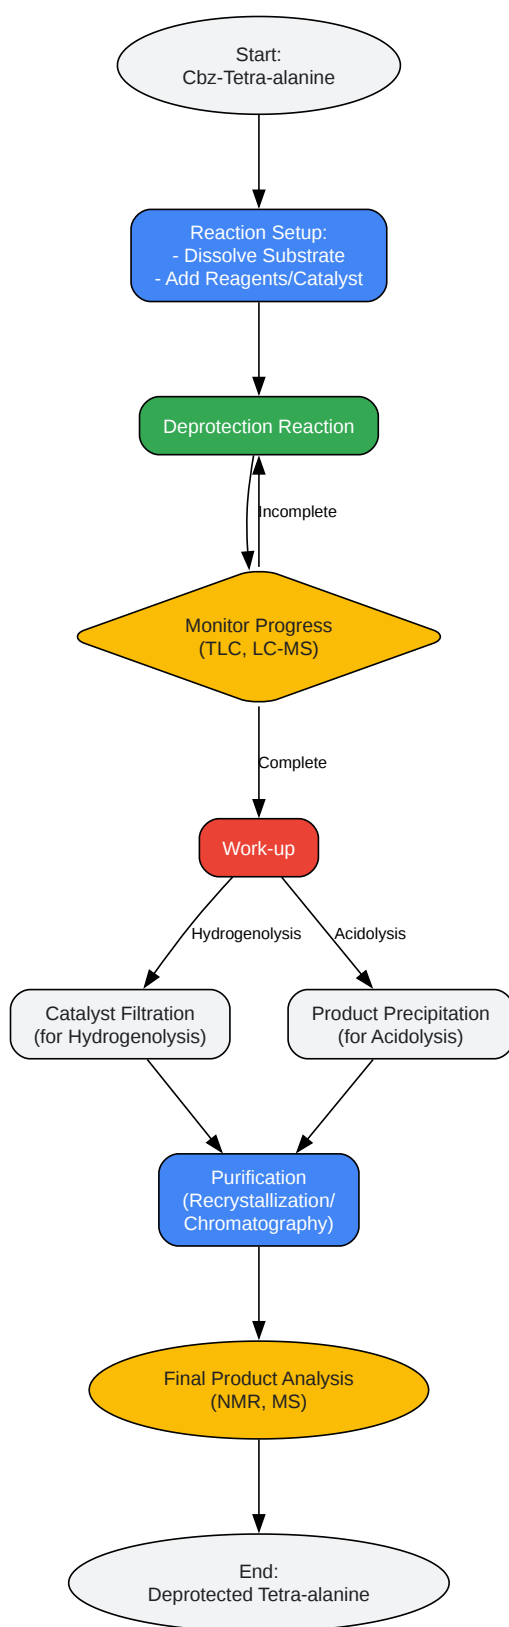 Start:
Cbz-Tetra-alanine
Reaction Setup:
- Dissolve Substrate
- Add Reagents/Catalyst
Deprotection Reaction
Incomplete
Monitor Progress
(TLC, LC-MS)
Complete
Work-up
Hydrogenolysis
Acidolysis
Catalyst Filtration
(for Hydrogenolysis)
Product Precipitation
(for Acidolysis)
Purification
(Recrystallization/
Chromatography)
Final Product Analysis
(NMR, MS)
End:
Deprotected Tetra-alanine